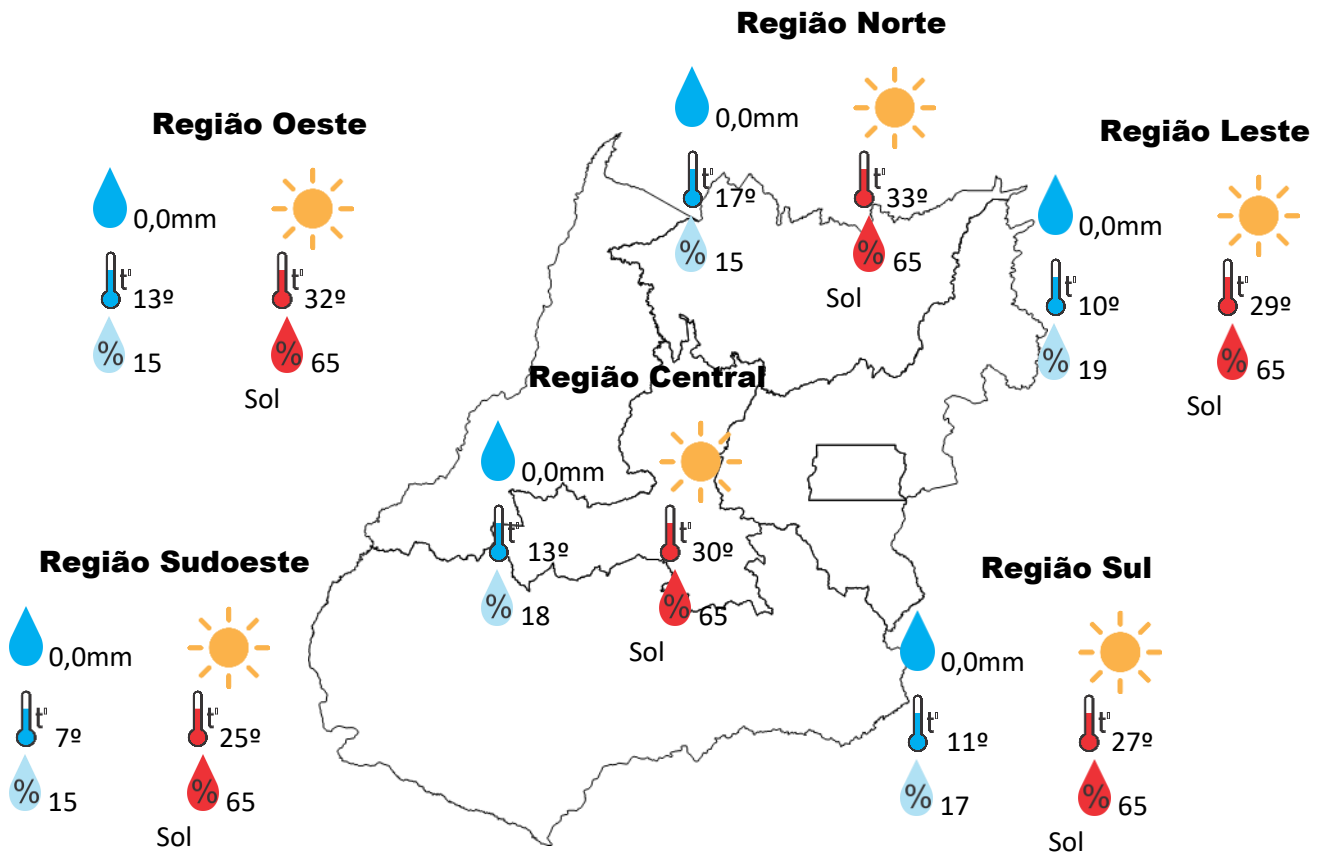 Região Norte
0,0mm
t°
17º
t°
33º
%
15
%
65
Sol
Região Oeste
0,0mm
t°
13º
t°
32º
%
15
%
65
Sol
Região Leste
0,0mm
t°
10º
t°
29º
%
19
%
65
Sol
Região Central
0,0mm
t°
13º
t°
30º
%
18
%
65
Sol
Região Sudoeste
0,0mm
t°
7º
t°
25º
%
15
%
65
Sol
Região Sul
0,0mm
t°
11º
t°
27º
%
17
%
65
Sol